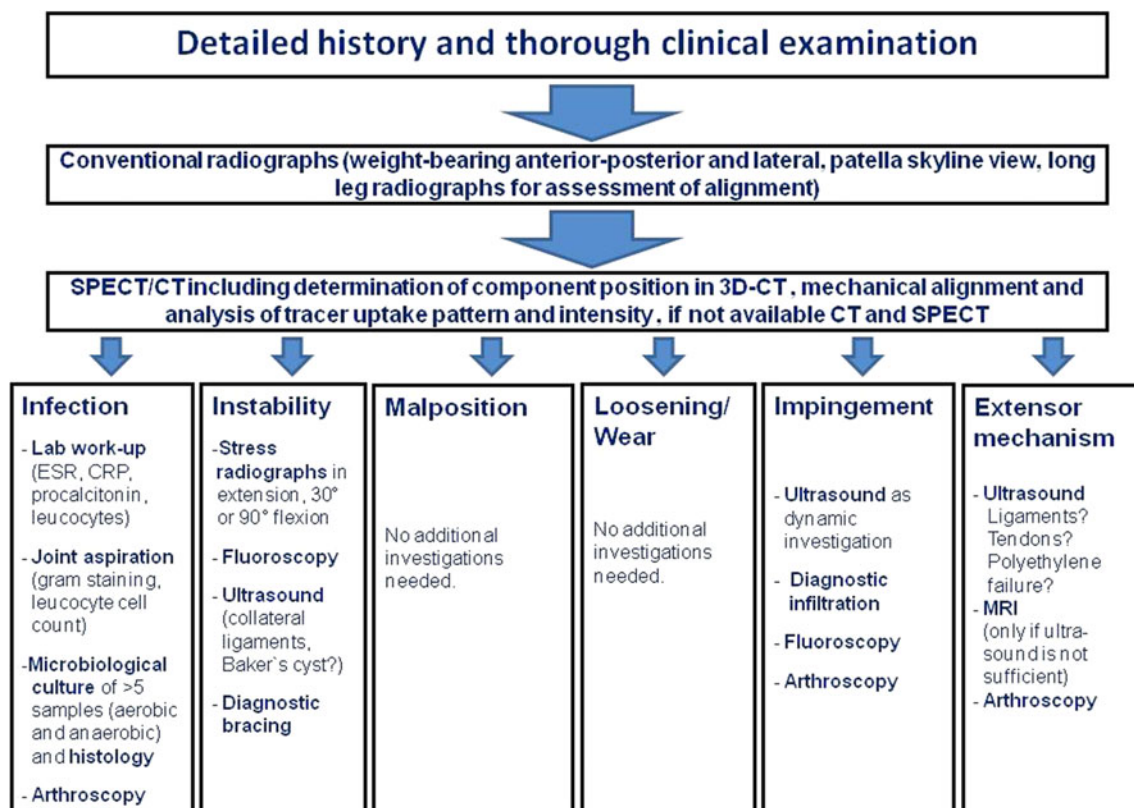 Detailed history and thorough clinical examination
Conventional radiographs (weight-bearing anterior-posterior and lateral, patella skyline view, long
leg radiographs for assessment of alignment)
SPECT/CT including determination of component position in 3D-CT, mechanical alignment and
analysis of tracer uptake pattern and intensity, if not available CT and SPECT
Infection
- Lab work-up
(ESR, CRP,
procalcitonin,
leucocytes)
- Joint aspiration
(gram staining,
leucocyte cell
count)
-Microbiological
culture of >5
samples (aerobic
and anaerobic)
and histology
- Arthroscopy
Instability
-Stress
radiographs in
extension, 30°
or 90° flexion
- Fluoroscopy
- Ultrasound
(collateral
ligaments,
Baker`s cyst?)
- Diagnostic
bracing
Malposition
No additional
investigations
needed.
Loosening/
Wear
No additional
investigations
needed.
Impingement
- Ultrasound as
dynamic
investigation
- Diagnostic
infiltration
- Fluoroscopy
- Arthroscopy
Extensor
mechanism
- Ultrasound
Ligaments?
Tendons?
Polyethylene
failure?
- MRI
(only if ultra-
sound is not
sufficient)
- Arthroscopy